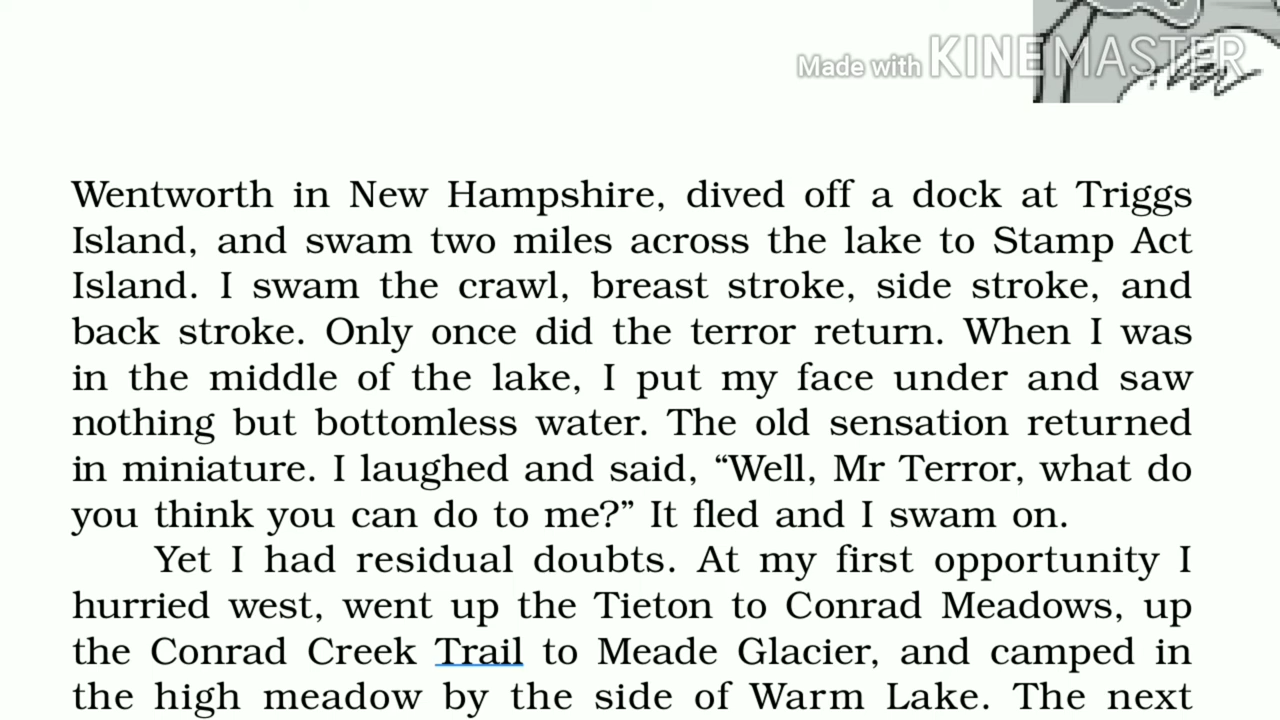 Made with KINEMASTER
Wentworth in New Hampshire, dived off a dock at Triggs
Island, and swam two miles across the lake to Stamp Act
Island. I swam the crawl, breast stroke, side stroke, and
back stroke. Only once did the terror return. When I was
in the middle of the lake, I put my face under and saw
nothing but bottomless water. The old sensation returned
in miniature. I laughed and said, “Well, Mr Terror, what do
you think you can do to me?” It fled and I swam on.
Yet I had residual doubts. At my first opportunity I
hurried west, went up the Tieton to Conrad Meadows, up
the Conrad Creek Trail to Meade Glacier, and camped in
the high meadow by the side of Warm Lake. The next